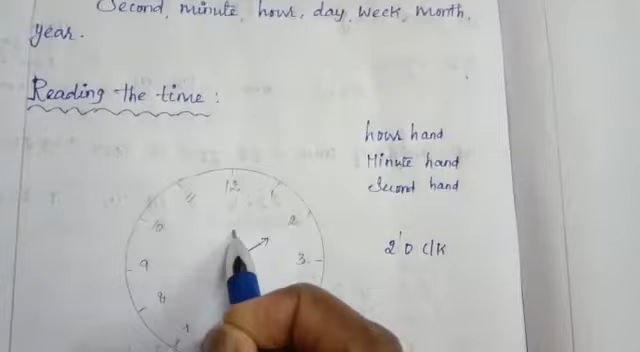 Second, minute, hour, day, week, month,
year.
Reading the time :
hour hand
Minute hand
Second hand
12
11
1
10
2
9
3
8
2'0 clk